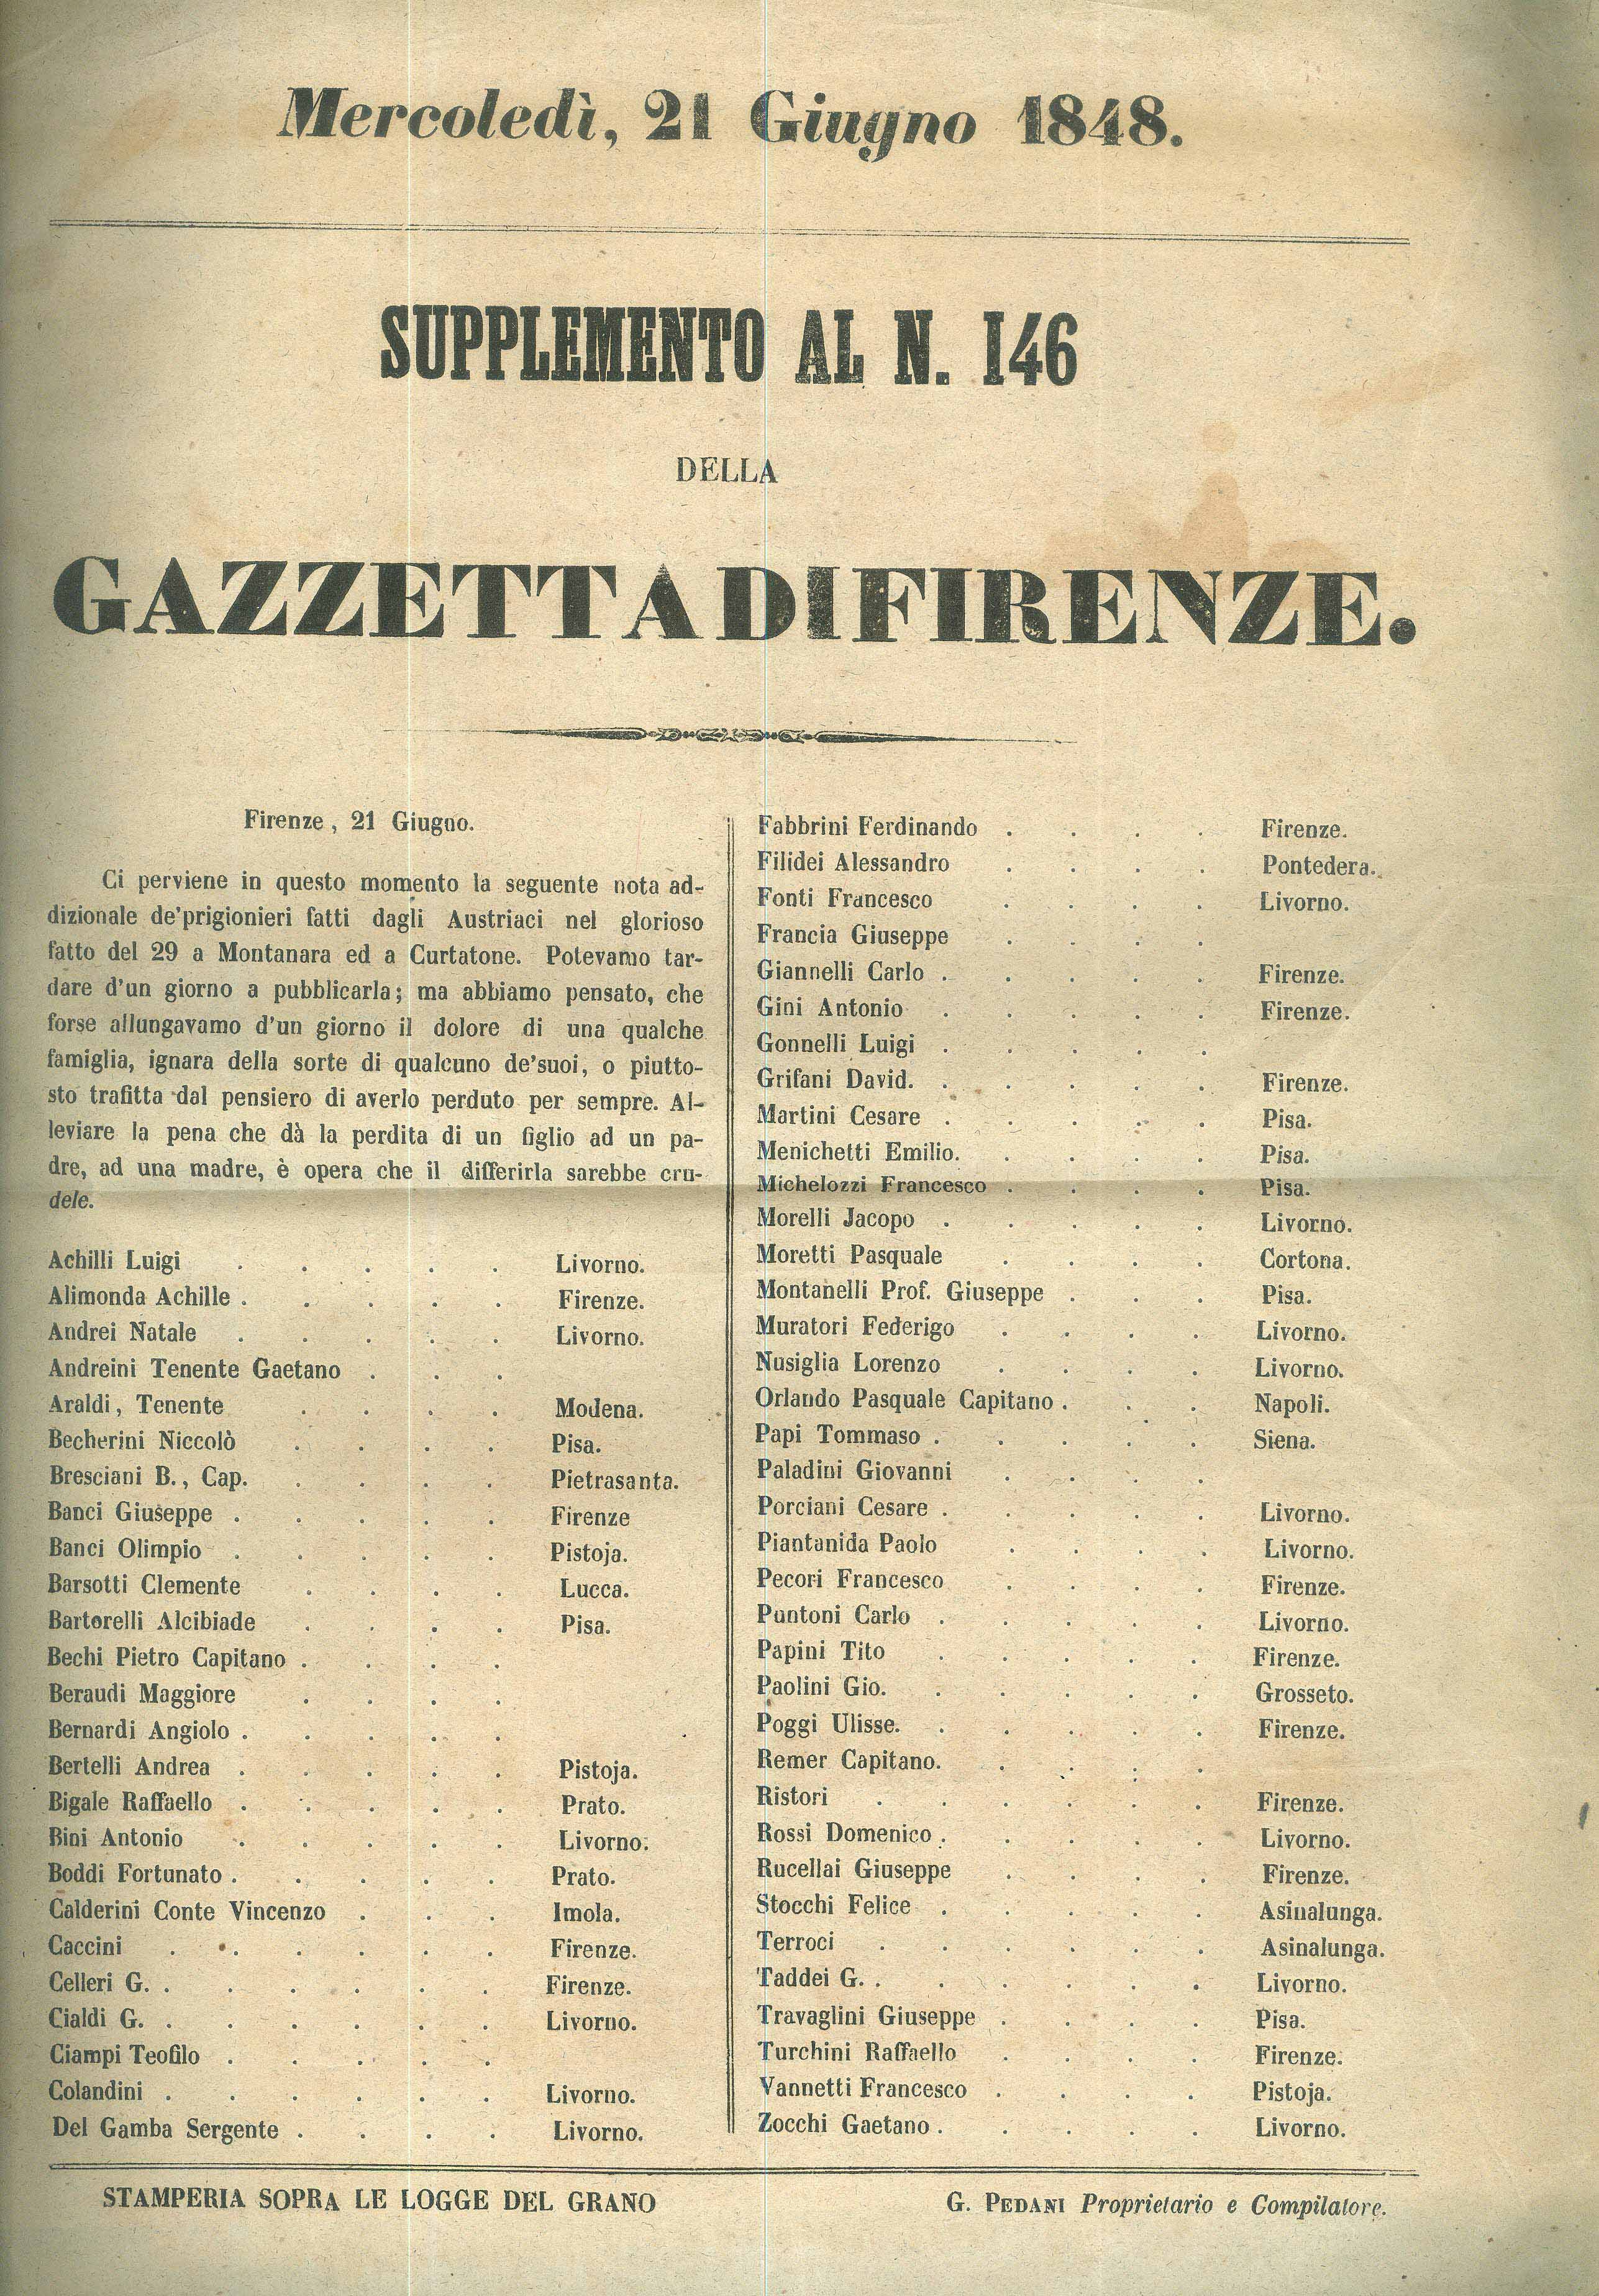 Mercoledì, 21 Giugno 1848.
SUPPLEMENTO AL N. 146
DELLA
GAZZETTA DI FIRENZE.
Firenze, 21 Giugno.
Ci perviene in questo momento la seguente nota ad-
dizionale de'prigionieri fatti dagli Austriaci nel glorioso
fatto del 29 a Montanara ed a Curtatone. Potevamo tar-
dare d'un giorno a pubblicarla; ma abbiamo pensato, che
forse allungavamo d'un giorno il dolore di una qualche
famiglia, ignara della sorte di qualcuno de'suoi, o piutto-
sto trafitta dal pensiero di averlo perduto per sempre. Al-
leviare la pena che dà la perdita di un figlio ad un pa-
dre, ad una madre, è opera che il differirla sarebbe cru-
dele.
Achilli Luigi . . . . . Livorno.
Alimonda Achille . . . . . Firenze.
Andrei Natale . . . . . Livorno.
Andreini Tenente Gaetano . . .
Araldi, Tenente . . . . Modena.
Becherini Niccolò . . . . Pisa.
Bresciani B., Cap. . . . . Pietrasanta.
Banci Giuseppe . . . . . Firenze
Banci Olimpio . . . . . Pistoja.
Barsotti Clemente . . . . Lucca.
Bartorelli Alcibiade . . . . Pisa.
Bechi Pietro Capitano . . . .
Beraudi Maggiore . . . .
Bernardi Angiolo . . . . .
Bertelli Andrea . . . . . Pistoja.
Bigale Raffaello . . . . . Prato.
Bini Antonio . . . . . Livorno.
Boddi Fortunato . . . . . Prato.
Calderini Conte Vincenzo . . . Imola.
Caccini . . . . . . Firenze.
Celleri G. . . . . . . Firenze.
Cialdi G. . . . . . . Livorno.
Ciampi Teofilo . . . . .
Colandini . . . . . . Livorno.
Del Gamba Sergente . . . . Livorno.
Fabbrini Ferdinando . . . . Firenze.
Filidei Alessandro . . . . Pontedera.
Fonti Francesco . . . . Livorno.
Francia Giuseppe . . . .
Giannelli Carlo . . . . . Firenze.
Gini Antonio . . . . . Firenze.
Gonnelli Luigi . . . . .
Grifani David. . . . . . Firenze.
Martini Cesare . . . . . Pisa.
Menichetti Emilio. . . . . Pisa.
Michelozzi Francesco . . . . Pisa.
Morelli Jacopo . . . . . Livorno.
Moretti Pasquale . . . . Cortona.
Montanelli Prof. Giuseppe . . . Pisa.
Muratori Federigo . . . . Livorno.
Nusiglia Lorenzo . . . . Livorno.
Orlando Pasquale Capitano . . . Napoli.
Papi Tommaso . . . . . Siena.
Paladini Giovanni . . . .
Porciani Cesare . . . . . Livorno.
Piantanida Paolo . . . . Livorno.
Pecori Francesco . . . . Firenze.
Puntoni Carlo . . . . . Livorno.
Papini Tito . . . . . Firenze.
Paolini Gio. . . . . . Grosseto.
Poggi Ulisse. . . . . . Firenze.
Remer Capitano. . . . .
Ristori . . . . . . Firenze.
Rossi Domenico . . . . . Livorno.
Rucellai Giuseppe . . . . Firenze.
Stocchi Felice . . . . . Asinalunga.
Terroci . . . . . . Asinalunga.
Taddei G. . . . . . . Livorno.
Travaglini Giuseppe . . . . Pisa.
Turchini Raffaello . . . . Firenze.
Vannetti Francesco . . . . Pistoja.
Zocchi Gaetano . . . . . Livorno.
STAMPERIA SOPRA LE LOGGE DEL GRANO
G. PEDANI Proprietario e Compilatore.